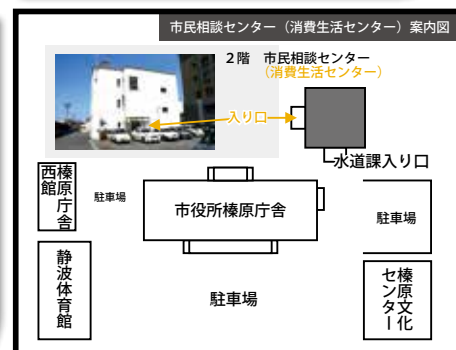 市民相談センター（消費生活センター）案内図
２階　市民相談センター
（消費生活センター）
入り口
水道課入り口
榛原庁舎
西館
駐車場
市役所榛原庁舎
駐車場
静波体育館
駐車場
榛原文化
センター